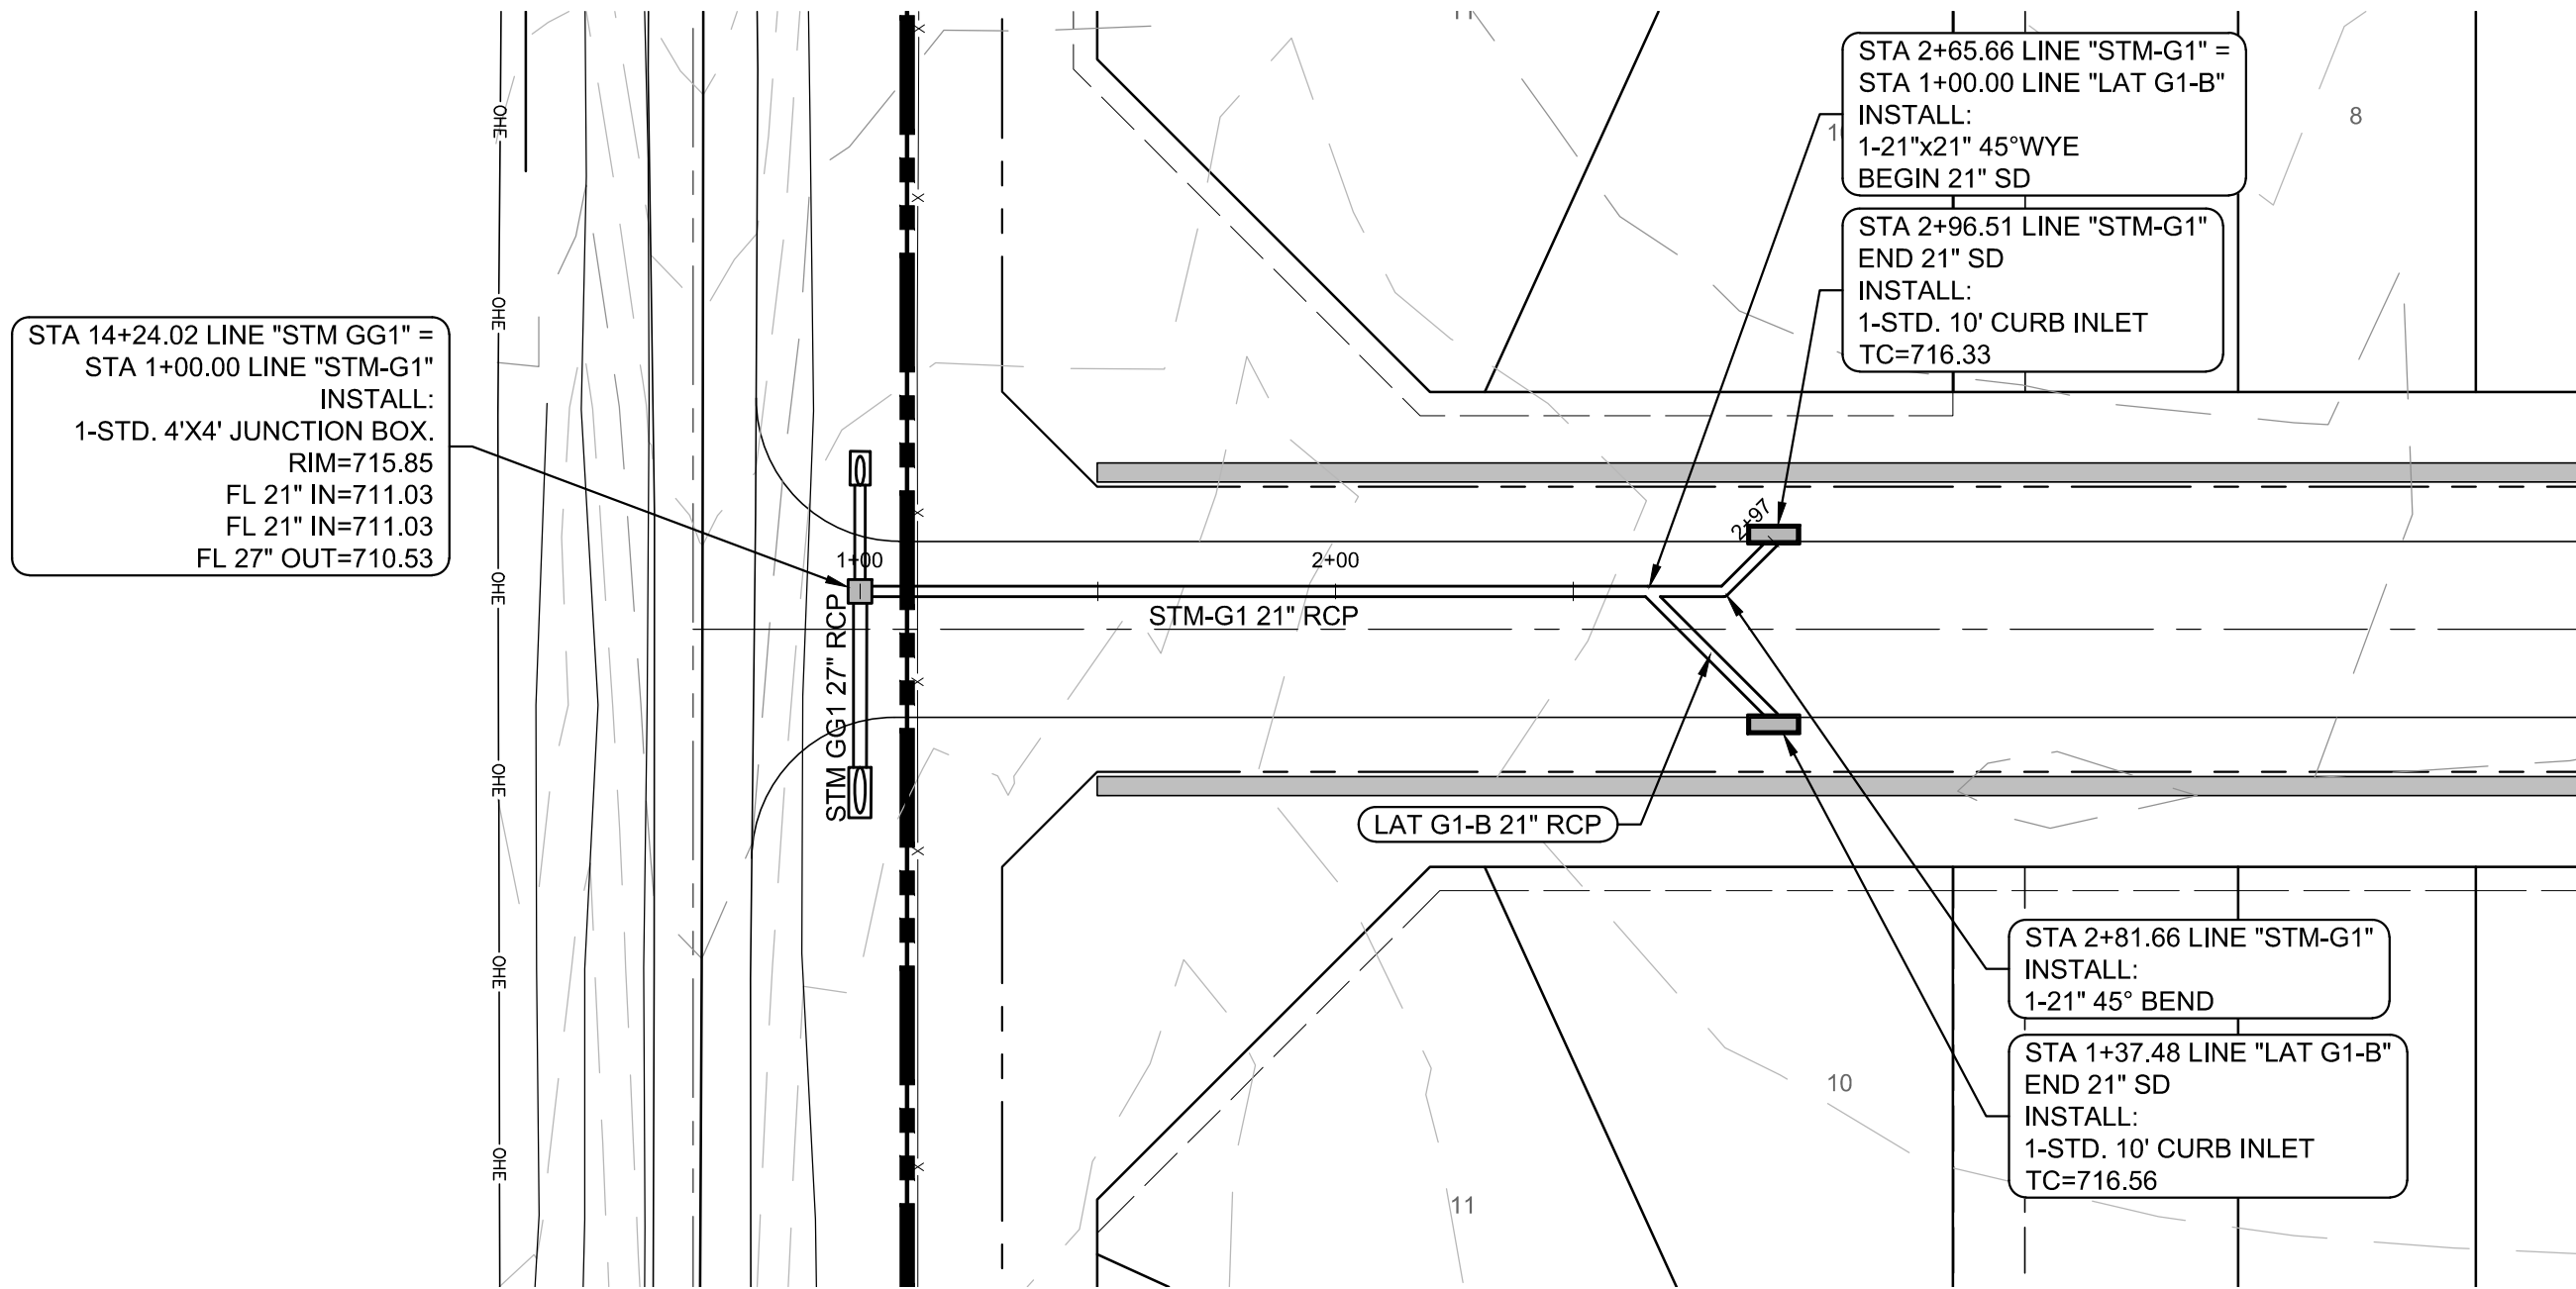 STA 2+65.66 LINE "STM-G1" =
STA 1+00.00 LINE "LAT G1-B"
INSTALL:
1-21"x21" 45°WYE
BEGIN 21" SD
8
STA 2+96.51 LINE "STM-G1"
END 21" SD
INSTALL:
1-STD. 10' CURB INLET
TC=716.33
STA 14+24.02 LINE "STM GG1" =
STA 1+00.00 LINE "STM-G1"
INSTALL:
1-STD. 4'X4' JUNCTION BOX.
RIM=715.85
FL 21" IN=711.03
FL 21" IN=711.03
FL 27" OUT=710.53
OHE
OHE
OHE
OHE
OHE
OHE
X
X
X
X
X
X
1+00
2+00
2+97
STM-G1 21" RCP
STM GG1 27" RCP
LAT G1-B 21" RCP
STA 2+81.66 LINE "STM-G1"
INSTALL:
1-21" 45° BEND
STA 1+37.48 LINE "LAT G1-B"
END 21" SD
INSTALL:
1-STD. 10' CURB INLET
TC=716.56
10
11